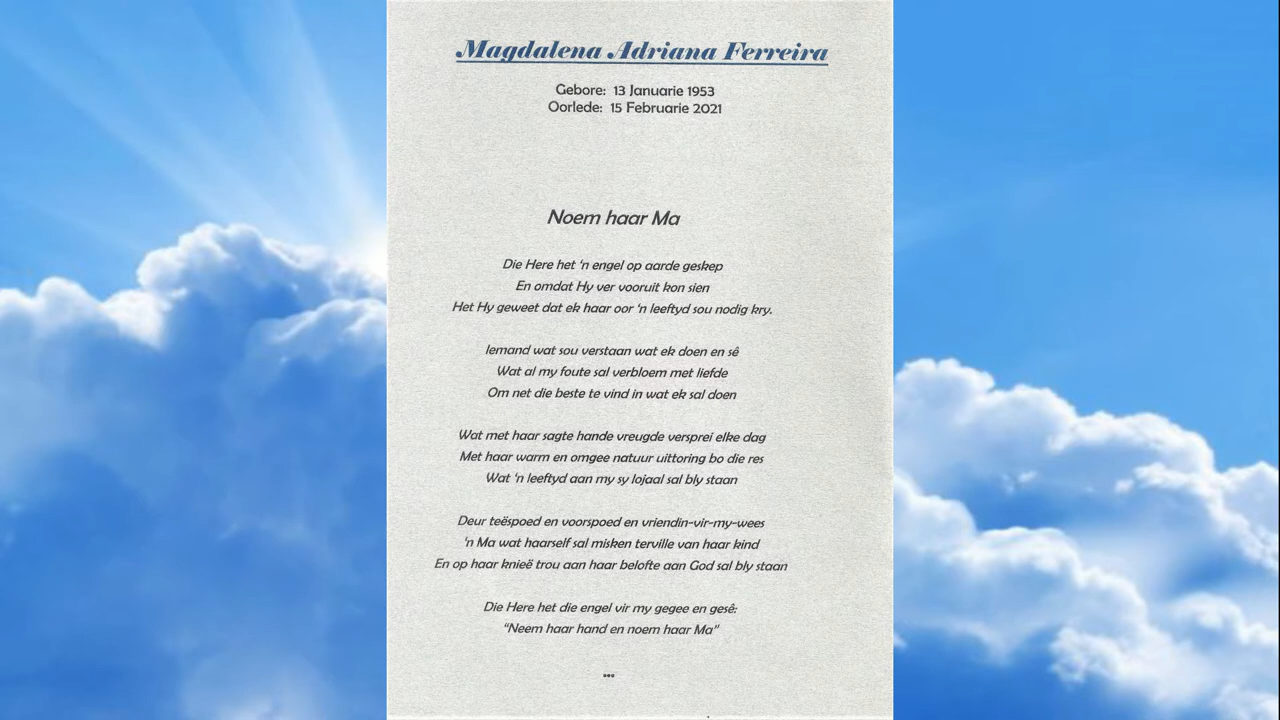 Magdalena Adriana Ferreira
Gebore: 13 Januarie 1953
Oorlede: 15 Februarie 2021
Noem haar Ma
Die Here het 'n engel op aarde geskep
En omdat Hy ver vooruit kon sien
Het Hy geweet dat ek haar oor 'n leeftyd sou nodig kry.
Iemand wat sou verstaan wat ek doen en sê
Wat al my foute sal verbloem met liefde
Om net die beste te vind in wat ek sal doen
Wat met haar sagte hande vreugde versprei elke dag
Met haar warm en omgee natuur uittoring bo die res
Wat 'n leeftyd aan my sy lojaal sal bly staan
Deur teëspoed en voorspoed en vriendin-vir-my-wees
'n Ma wat haarself sal misken terville van haar kind
En op haar knieë trou aan haar belofte aan God sal bly staan
Die Here het die engel vir my gegee en gesê:
"Neem haar hand en noem haar Ma"
...